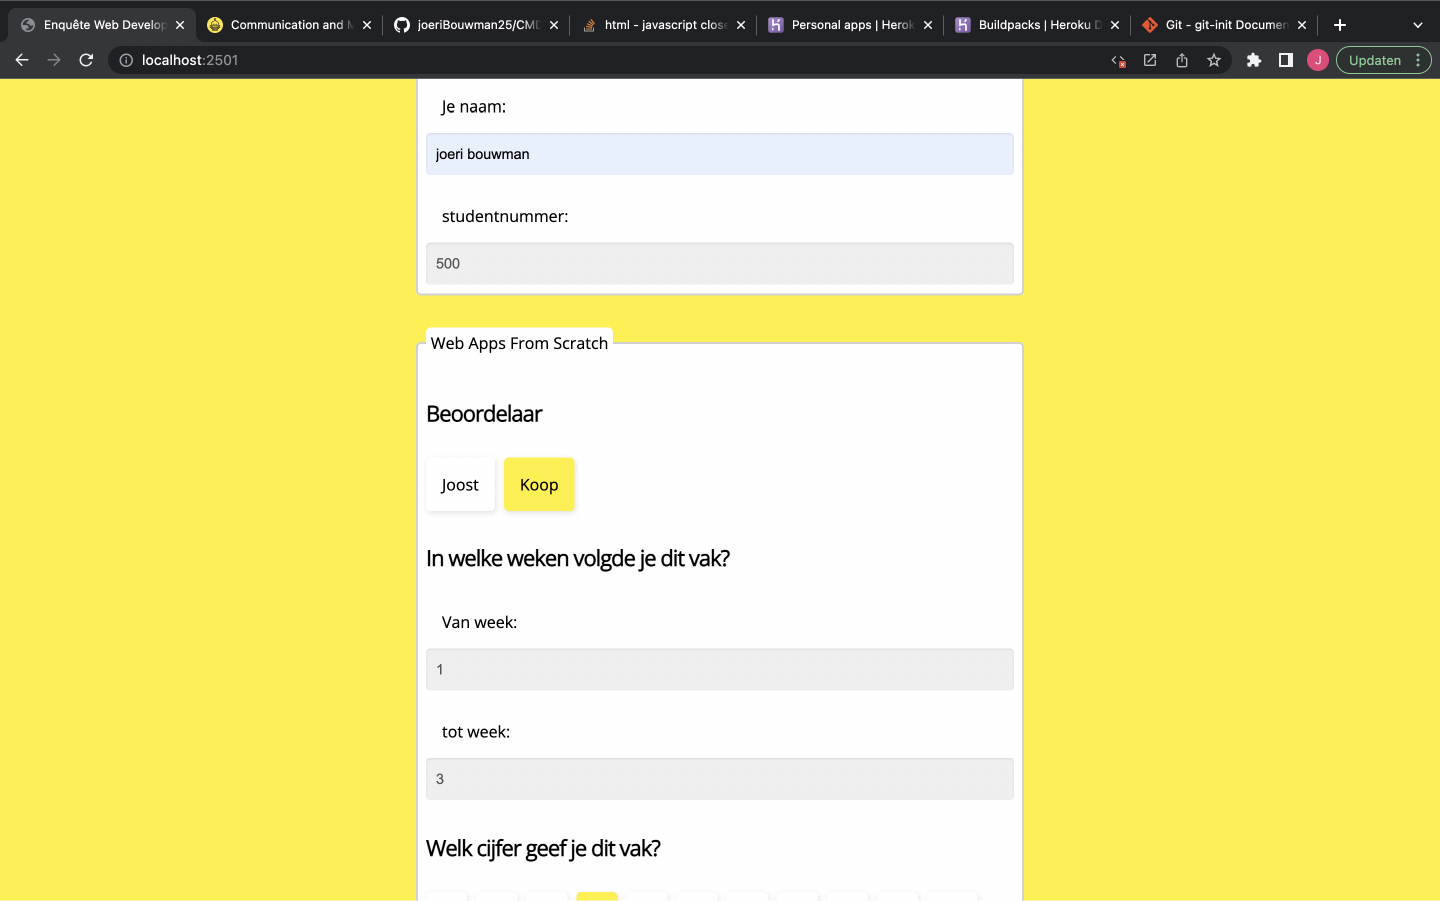 Enquête Web Develop
Communication and
joeriBouwman25/CMD
html - javascript close
Personal apps | Herok
Buildpacks | Heroku D
Git - git-init Documen
localhost:2501
J
Updaten
Je naam:
joeri bouwman
studentnummer:
500
Web Apps From Scratch
Beoordelaar
Joost
Koop
In welke weken volgde je dit vak?
Van week:
1
tot week:
3
Welk cijfer geef je dit vak?